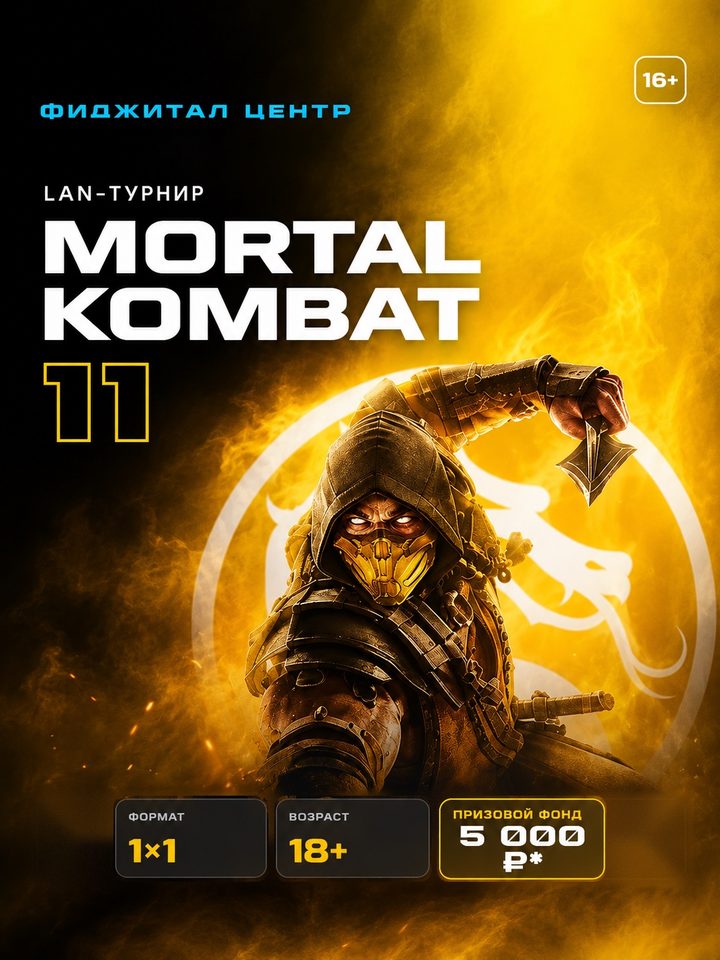 16+
ФИДЖИТАЛ ЦЕНТР
LAN-ТУРНИР
MORTAL
KOMBAT
11
ФОРМАТ
1×1
ВОЗРАСТ
18+
ПРИЗОВОЙ ФОНД
5 000
₽*